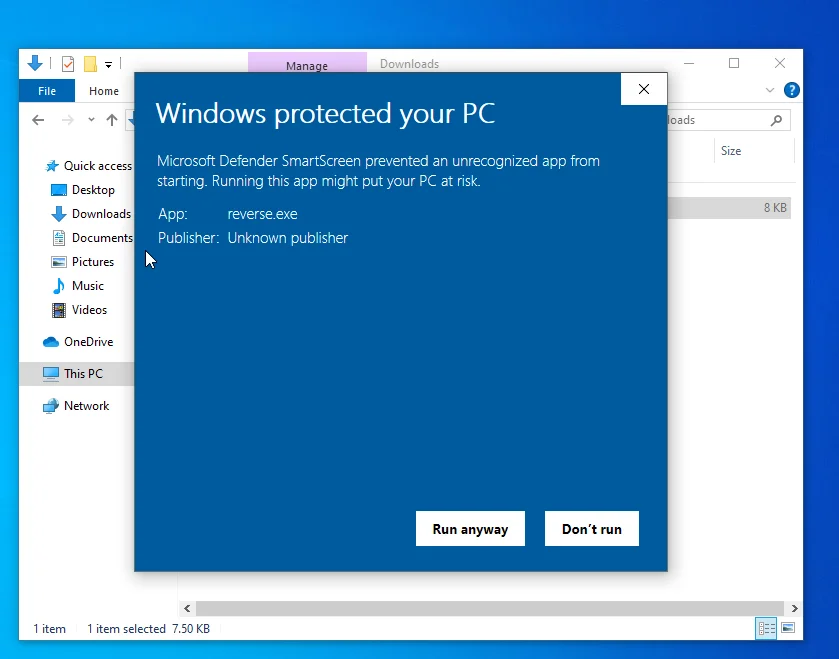 Manage
Downloads
File
Home
?
loads
Size
Quick access
Desktop
Downloads
Documents
Pictures
Music
Videos
OneDrive
This PC
Network
8 KB
Windows protected your PC
Microsoft Defender SmartScreen prevented an unrecognized app from
starting. Running this app might put your PC at risk.
App: reverse.exe
Publisher: Unknown publisher
Run anyway
Don’t run
1 item
1 item selected 7.50 KB